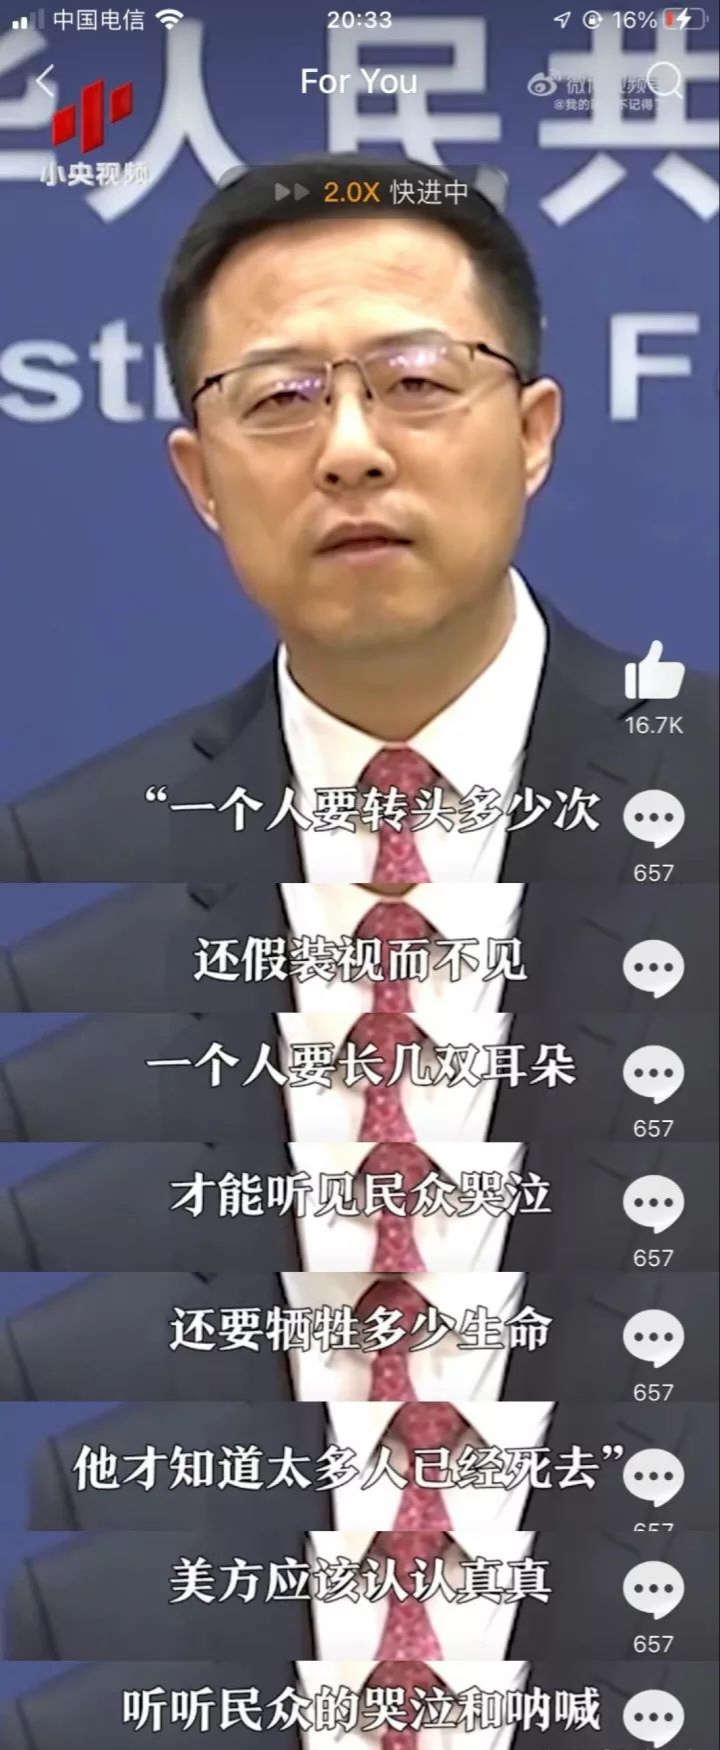 中国电信
20:33
16%
For You
小央视频
2.0X 快进中
人民共
F
16.7K
“一个人要转头多少次
657
还假装视而不见
一个人要长几双耳朵
657
才能听见民众哭泣
657
还要牺牲多少生命
657
他才知道太多人已经死去”
657
美方应该认认真真
657
听听民众的哭泣和呐喊